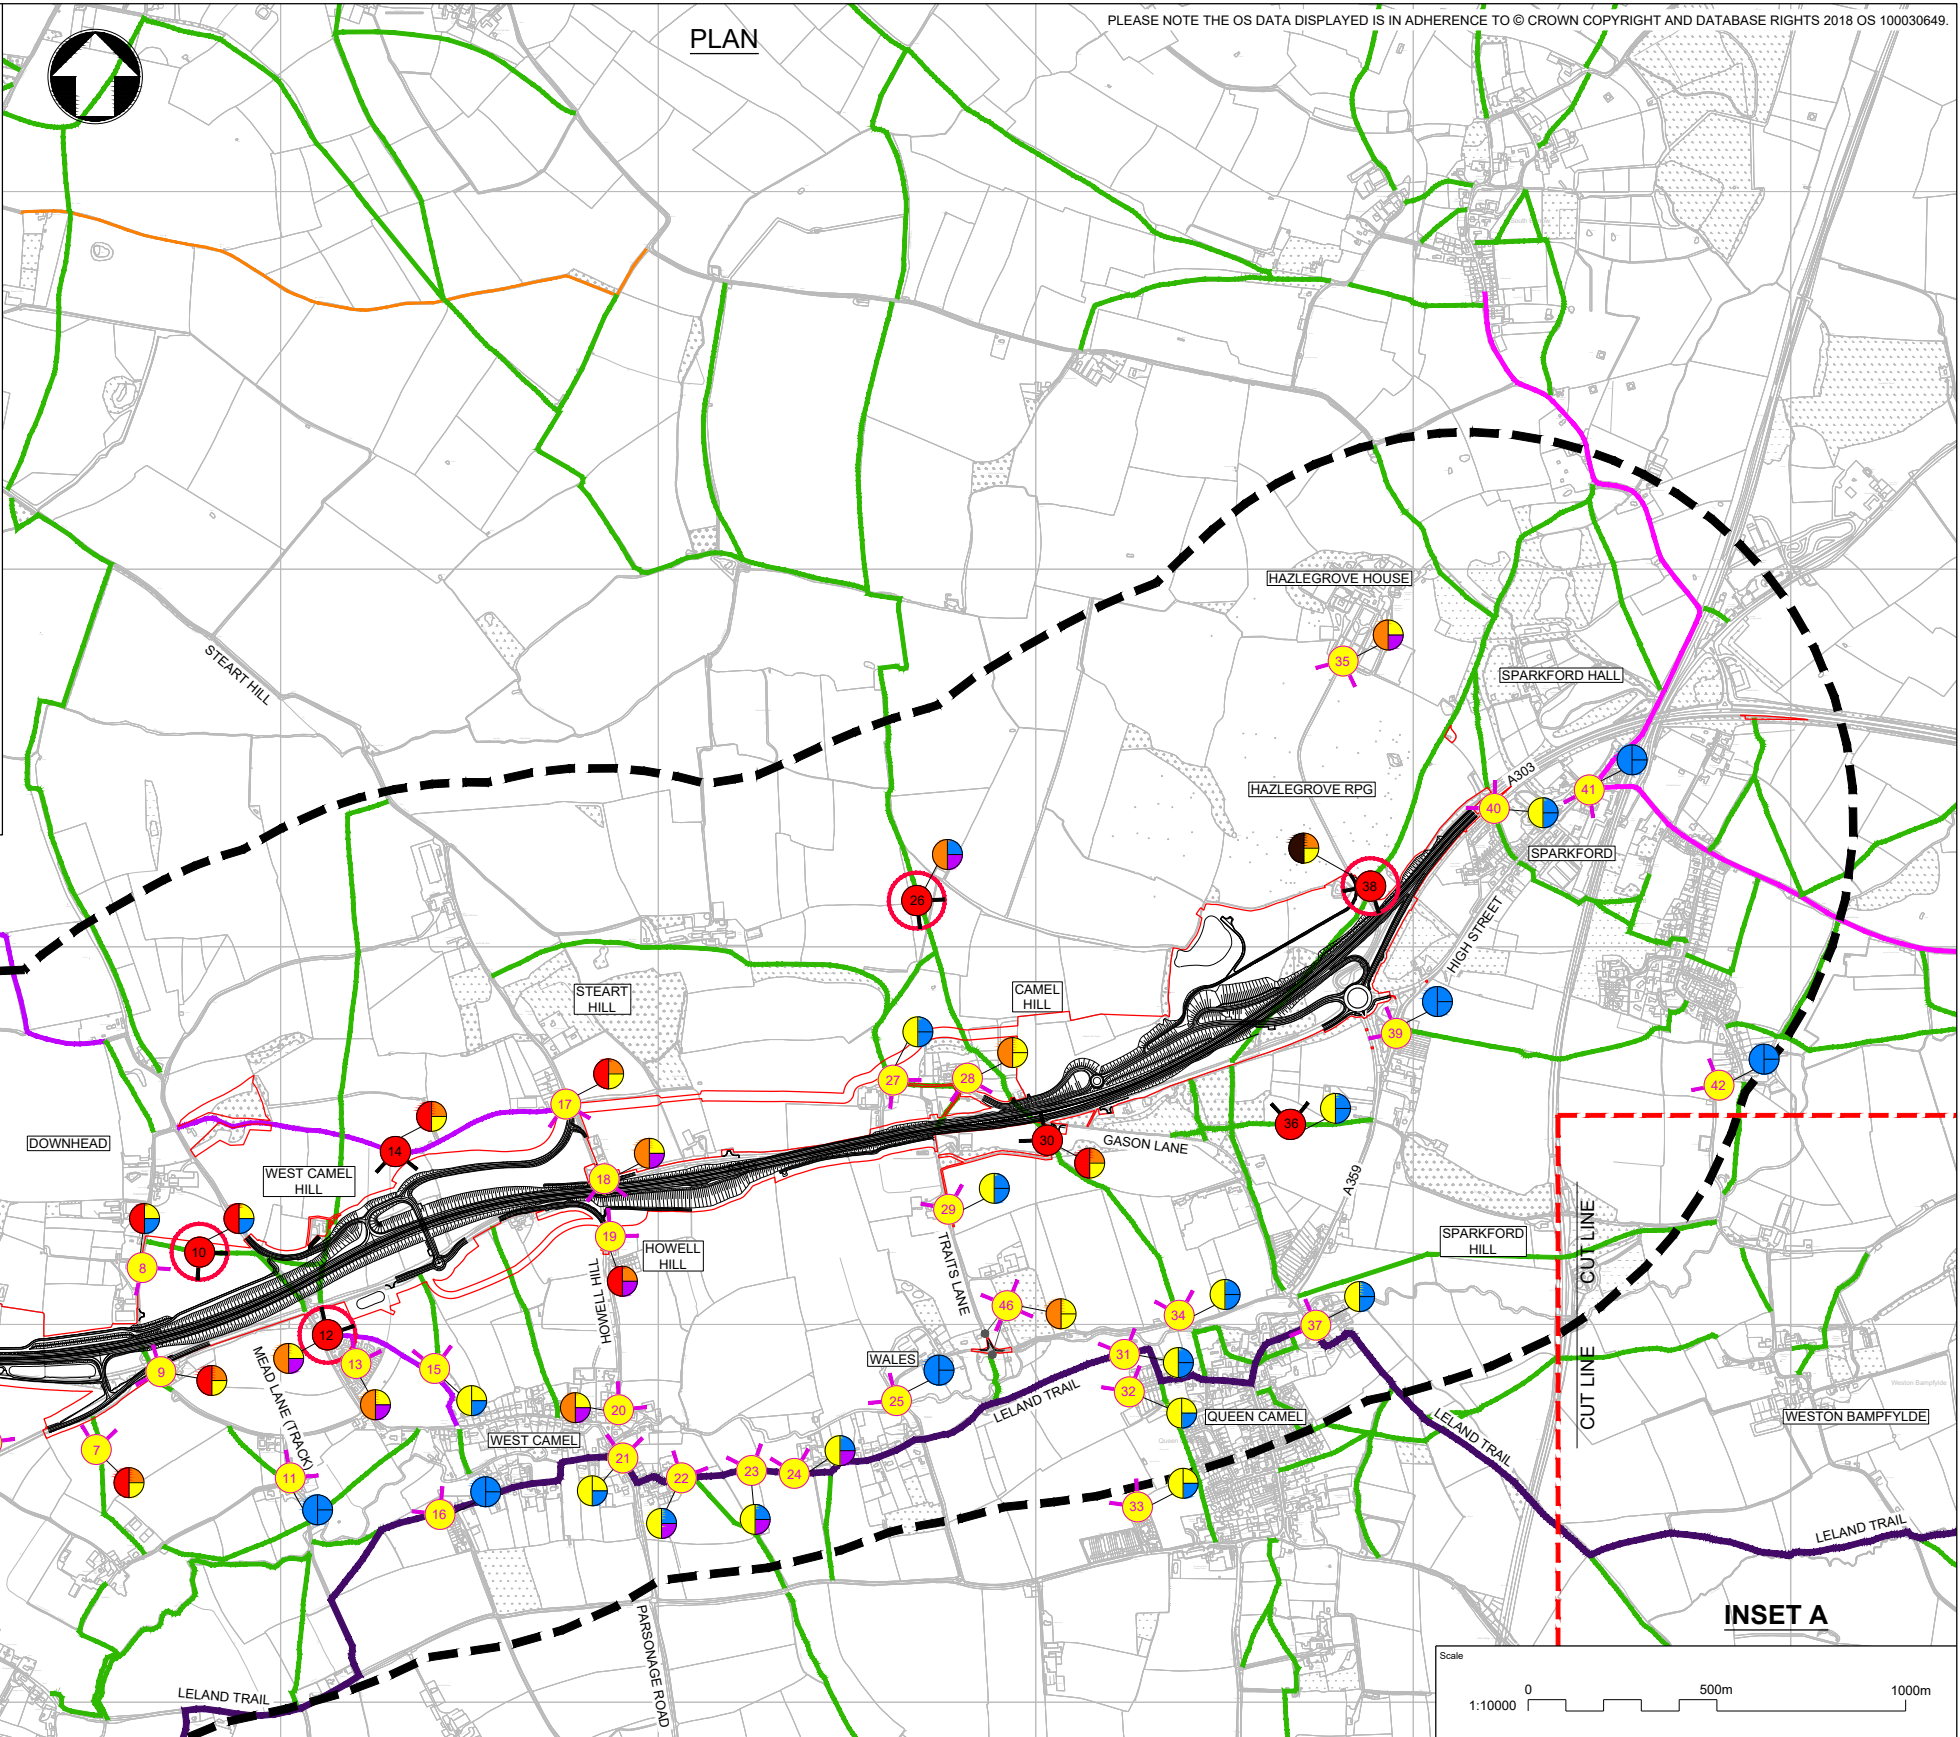 PLEASE NOTE THE OS DATA DISPLAYED IS IN ADHERENCE TO © CROWN COPYRIGHT AND DATABASE RIGHTS 2018 OS 100030649.
PLAN
HAZLEGROVE HOUSE
35
STEART HILL
SPARKFORD HALL
A303
41
HAZLEGROVE RPG
40
SPARKFORD
38
26
HIGH STREET
STEART
HILL
CAMEL
HILL
39
27
28
42
17
36
DOWNHEAD
14
30
GASON LANE
WEST CAMEL
HILL
18
A359
29
CUT LINE
CUT LINE
10
19
SPARKFORD
HILL
8
HOWELL
HILL
HOWELL HILL
TRAITS LANE
46
34
37
12
13
MEAD LANE (TRACK)
15
9
WALES
31
25
32
LELAND TRAIL
20
QUEEN CAMEL
LELAND TRAIL
WESTON BAMPFYLDE
Weston Bampfylde
WEST CAMEL
7
21
11
22
23
24
16
33
LELAND TRAIL
PARSONAGE ROAD
LELAND TRAIL
INSET A
Scale
1:10000
0
500m
1000m